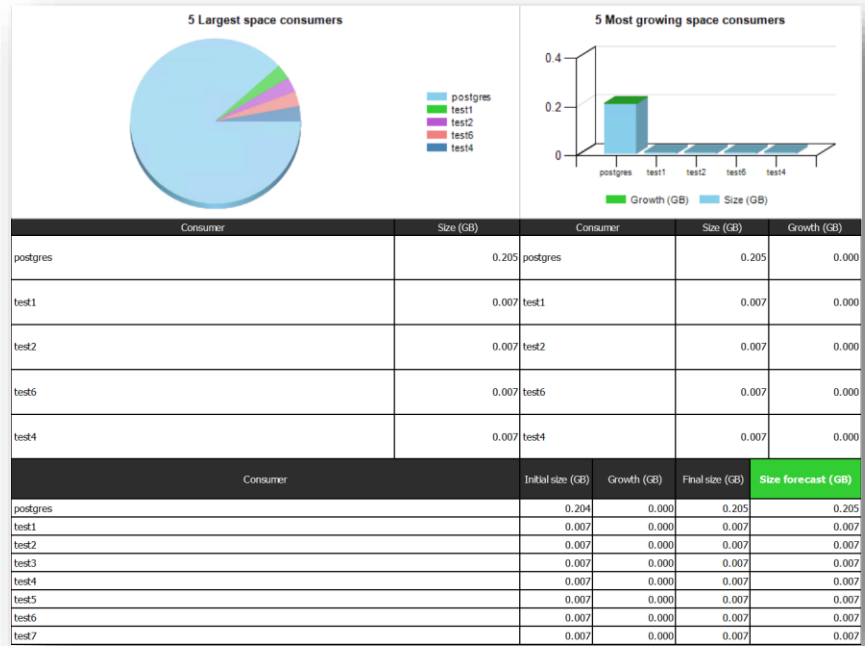 5 Largest space consumers
postgres
test1
test2
test6
test4
5 Most growing space consumers
0.4
0.2
0
postgres test1 test2 test6 test4
Growth (GB) Size (GB)
Consumer Size (GB) Consumer Size (GB) Growth (GB)
postgres 0.205 postgres 0.205 0.000
test1 0.007 test1 0.007 0.000
test2 0.007 test2 0.007 0.000
test6 0.007 test6 0.007 0.000
test4 0.007 test4 0.007 0.000
Consumer Initial size (GB) Growth (GB) Final size (GB) Size forecast (GB)
postgres 0.204 0.000 0.205 0.205
test1 0.007 0.000 0.007 0.007
test2 0.007 0.000 0.007 0.007
test3 0.007 0.000 0.007 0.007
test4 0.007 0.000 0.007 0.007
test5 0.007 0.000 0.007 0.007
test6 0.007 0.000 0.007 0.007
test7 0.007 0.000 0.007 0.007